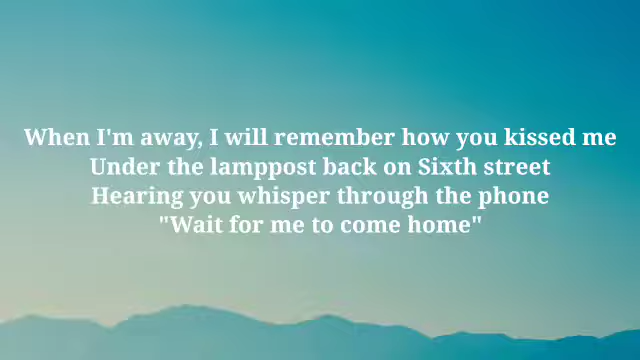 When I'm away, I will remember how you kissed me
Under the lamppost back on Sixth street
Hearing you whisper through the phone
"Wait for me to come home"